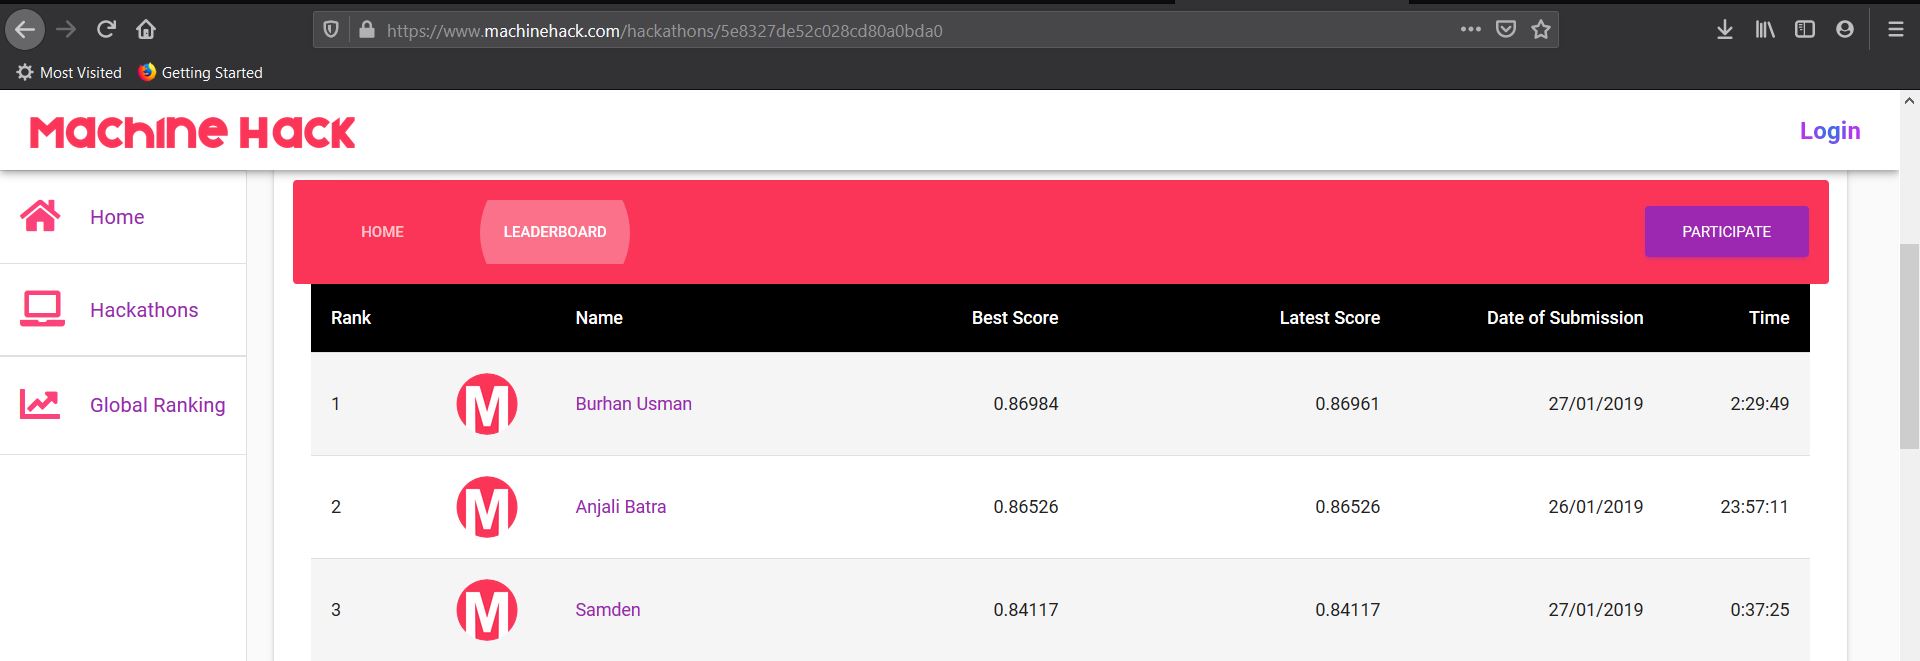 https://www.machinehack.com/hackathons/5e8327de52c028cd80a0bda0
Most Visited Getting Started
Machine Hack Login
Home
Hackathons
Global Ranking
HOME LEADERBOARD PARTICIPATE
Rank Name Best Score Latest Score Date of Submission Time
1 M Burhan Usman 0.86984 0.86961 27/01/2019 2:29:49
2 M Anjali Batra 0.86526 0.86526 26/01/2019 23:57:11
3 M Samden 0.84117 0.84117 27/01/2019 0:37:25